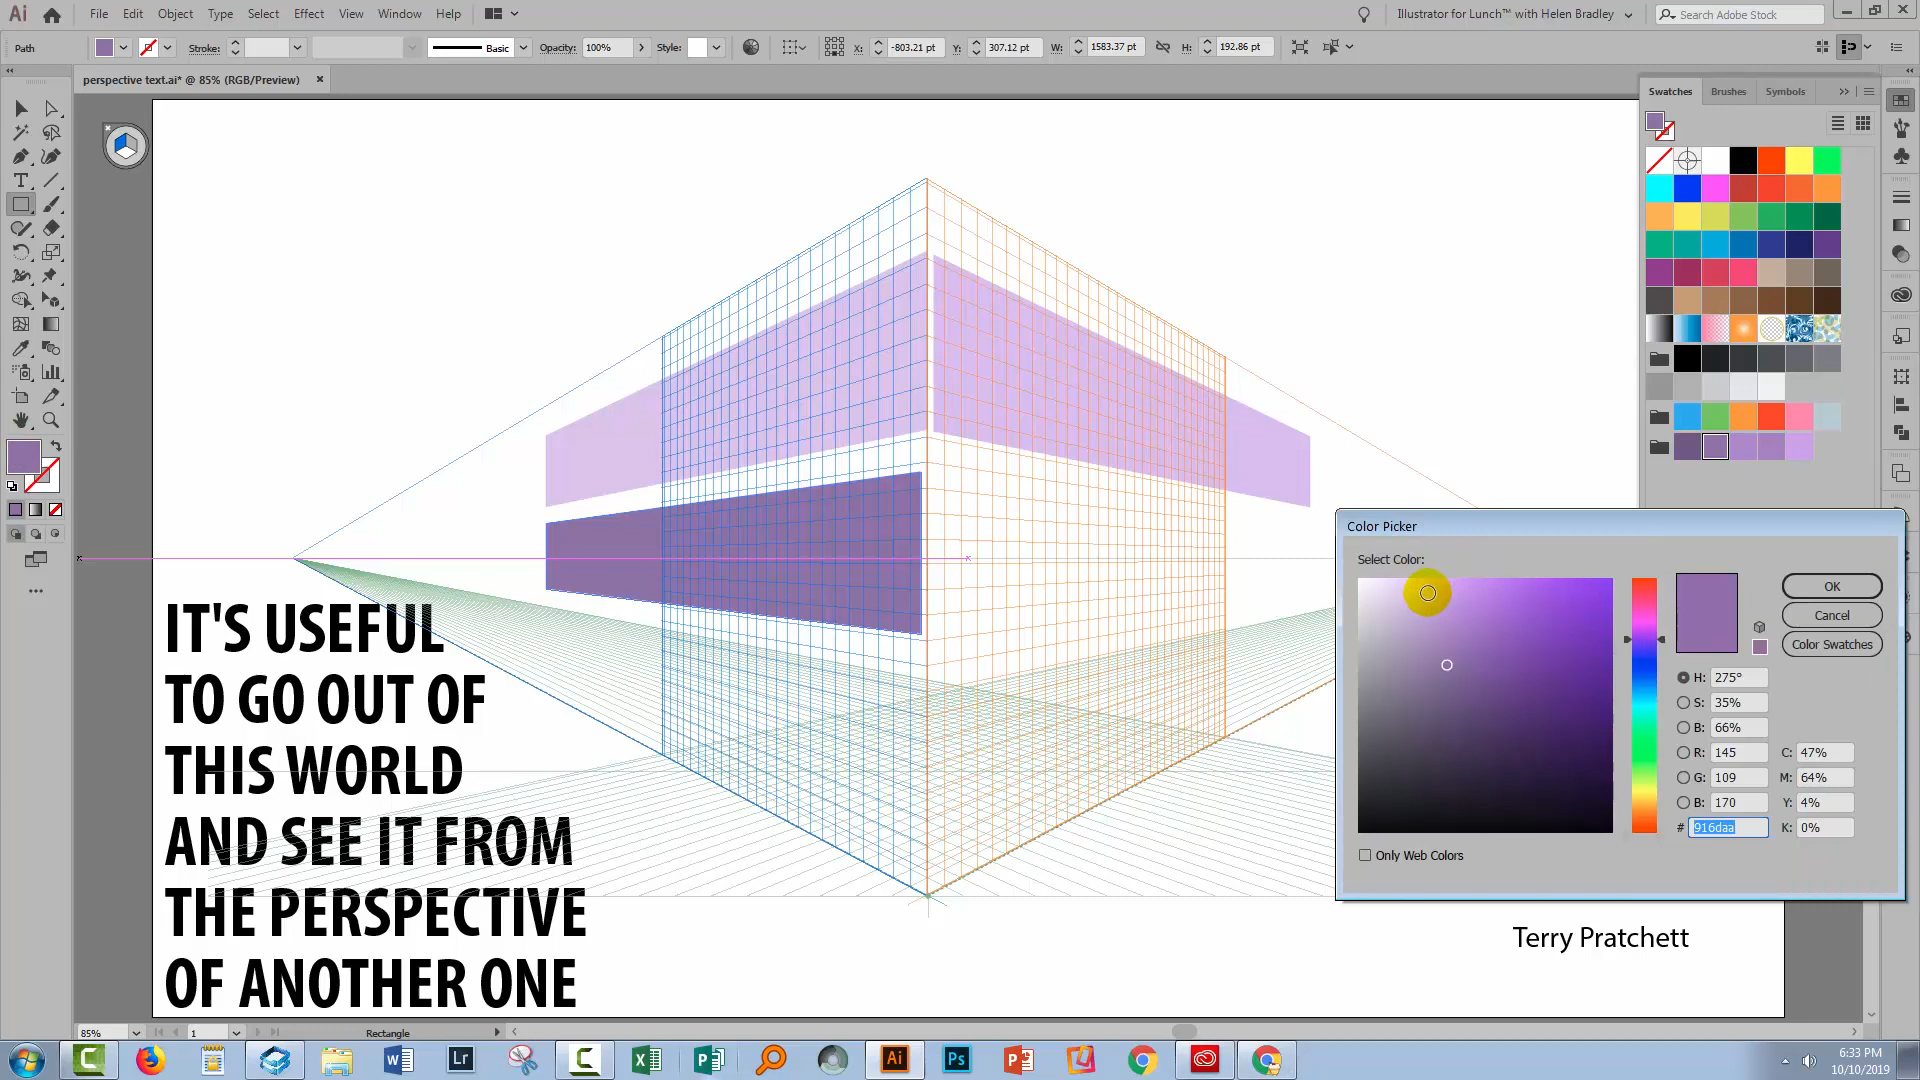 Ai File Edit Object Type Select Effect View Window Help Illustrator for Lunch™ with Helen Bradley Search Adobe Stock
Path Stroke: Basic Opacity: 100% Style: X: -803.21 pt Y: 307.12 pt W: 1583.37 pt H: 192.86 pt
perspective text.ai* @ 85% (RGB/Preview)
Swatches Brushes Symbols
Color Picker
Select Color:
OK
Cancel
Color Swatches
H: 275°
S: 35%
B: 66%
R: 145 C: 47%
G: 109 M: 64%
B: 170 Y: 4%
# 916daa K: 0%
Only Web Colors
IT'S USEFUL
TO GO OUT OF
THIS WORLD
AND SEE IT FROM
THE PERSPECTIVE
OF ANOTHER ONE
Terry Pratchett
85% 1 Rectangle
Lr Ai Ps
6:33 PM
10/10/2019